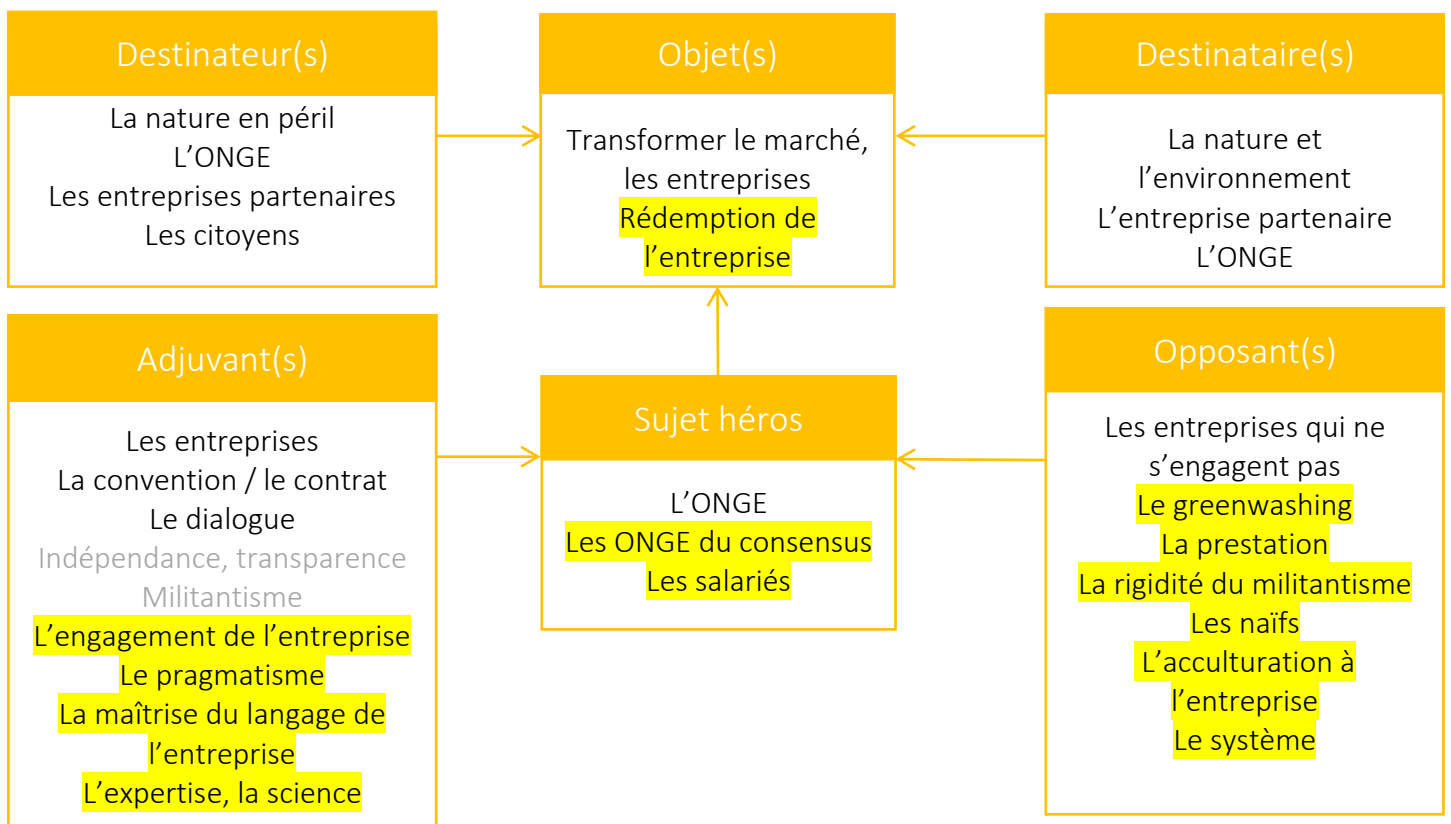 Destinateur(s)
La nature en péril
L’ONGE
Les entreprises partenaires
Les citoyens
Objet(s)
Transformer le marché,
les entreprises
Rédemption de
l’entreprise
Destinataire(s)
La nature et
l’environnement
L’entreprise partenaire
L’ONGE
Adjuvant(s)
Les entreprises
La convention / le contrat
Le dialogue
Indépendance, transparence
Militantisme
L’engagement de l’entreprise
Le pragmatisme
La maîtrise du langage de
l’entreprise
L’expertise, la science
Sujet héros
L’ONGE
Les ONGE du consensus
Les salariés
Opposant(s)
Les entreprises qui ne
s’engagent pas
Le greenwashing
La prestation
La rigidité du militantisme
Les naïfs
L’acculturation à
l’entreprise
Le système